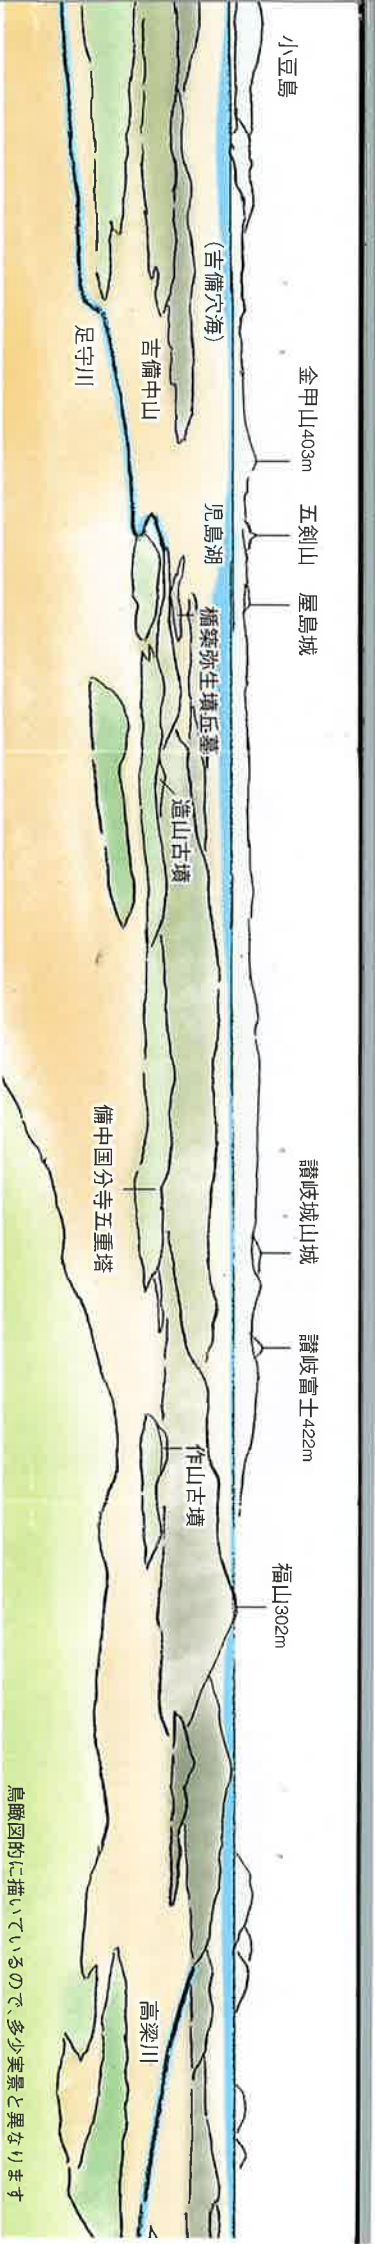 小豆島
(吉備穴海)
金甲山403m
足守川
吉備中山
児島湖
五剣山
屋島城
楯築弥生墳丘墓
造山古墳
備中国分寺五重塔
讃岐城山城
讃岐富士422m
作山古墳
福山302m
高梁川
鳥瞰図的に描いているので、多少実景と異なります